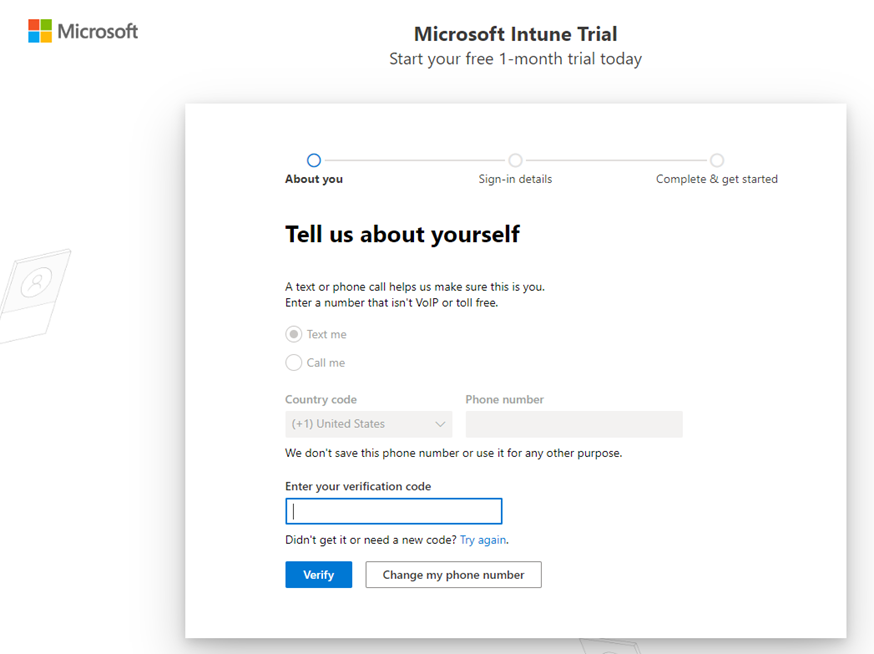 Microsoft
Microsoft Intune Trial
Start your free 1-month trial today
About you
Sign-in details
Complete & get started
Tell us about yourself
A text or phone call helps us make sure this is you.
Enter a number that isn't VoIP or toll free.
Text me
Call me
Country code
Phone number
(+1) United States
We don't save this phone number or use it for any other purpose.
Enter your verification code
Didn't get it or need a new code? Try again.
Verify
Change my phone number